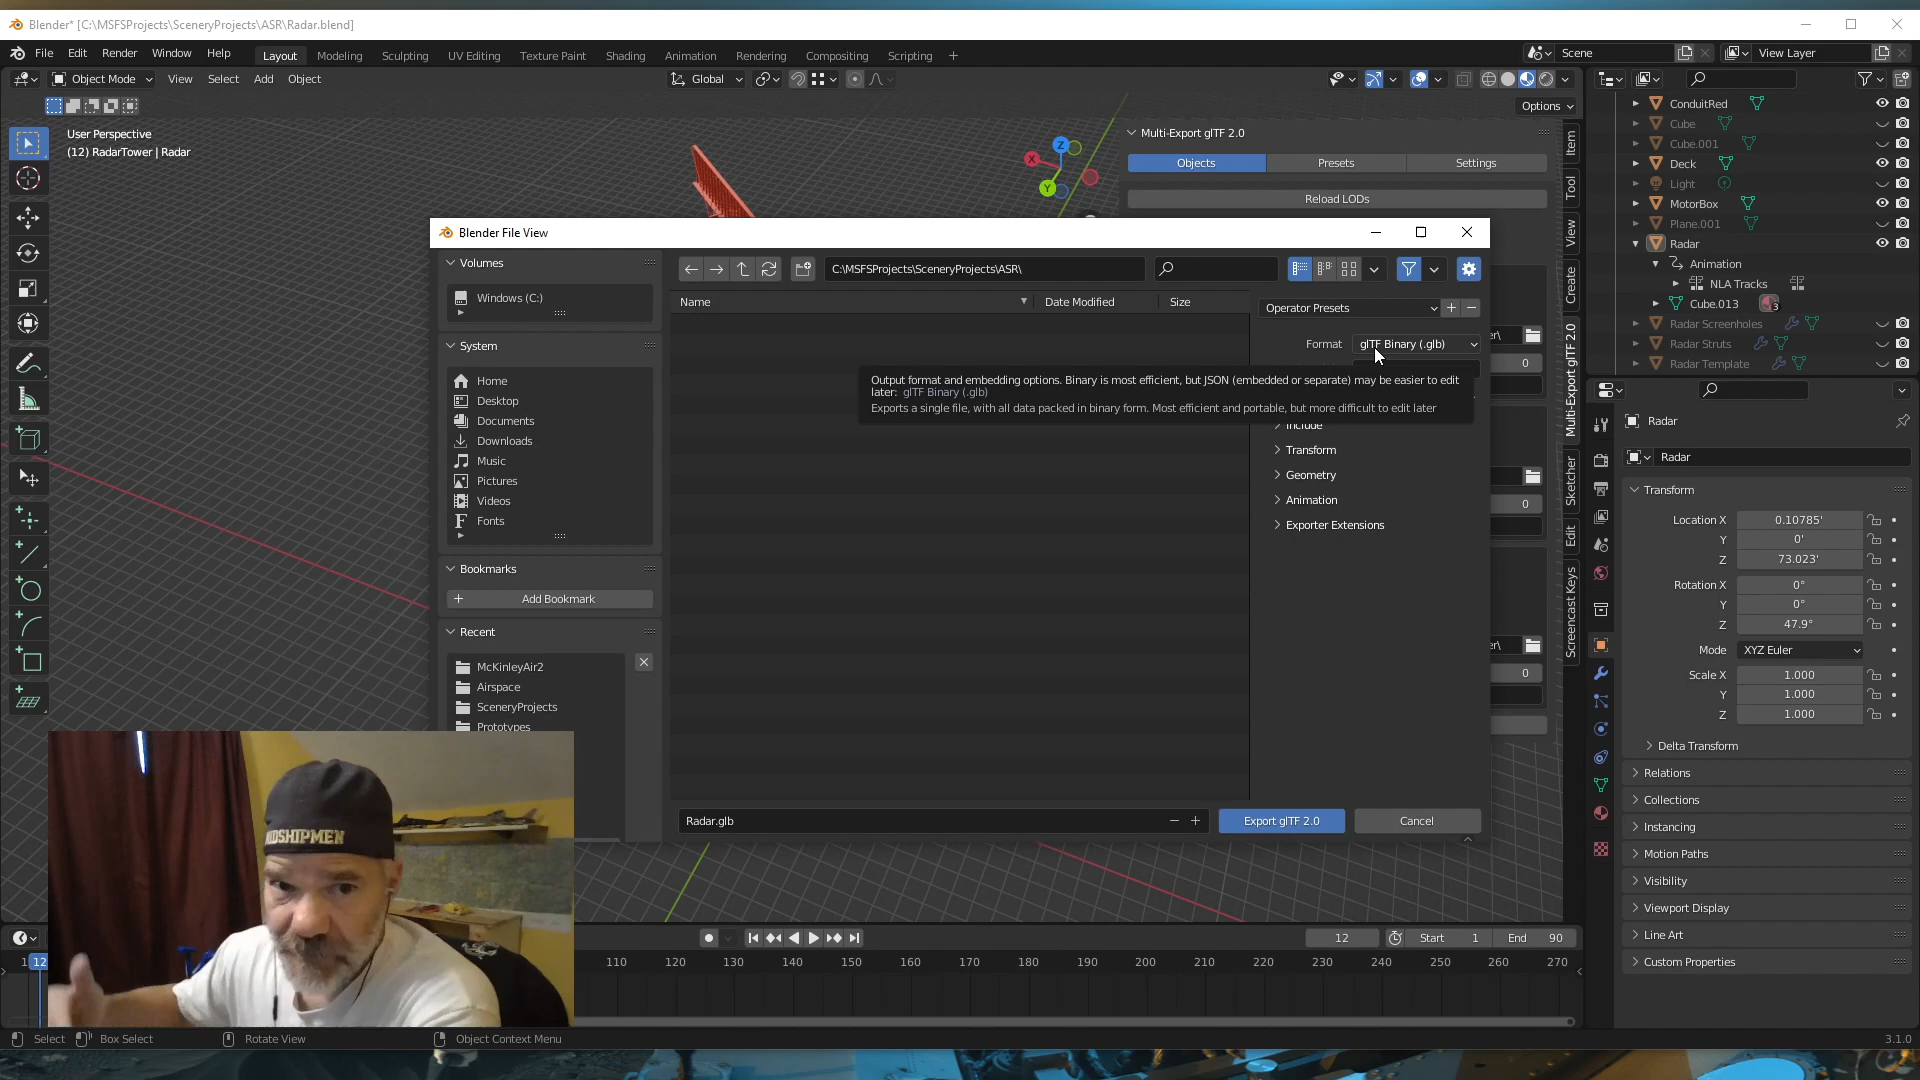 Blender* [C:\MSFSProjects\SceneryProjects\ASR\Radar.blend]
File Edit Render Window Help
Layout Modeling Sculpting UV Editing Texture Paint Shading Animation Rendering Compositing Scripting +
Scene
View Layer
Object Mode View Select Add Object
Global
Options
User Perspective
(12) RadarTower | Radar
Z
X
Y
Multi-Export glTF 2.0
Objects Presets Settings
Reload LODs
Item
Tool
View
Create
Multi-Export glTF 2.0
Sketcher
Edit
Screencast Keys
ConduitRed
Cube
Cube.001
Deck
Light
MotorBox
Plane.001
Radar
Animation
NLA Tracks
Cube.013 3
Radar Screenholes
Radar Struts
Radar Template
Blender File View
Volumes
Windows (C:)
System
Home
Desktop
Documents
Downloads
Music
Pictures
Videos
Fonts
Bookmarks
Add Bookmark
Recent
McKinleyAir2
Airspace
SceneryProjects
Prototypes
C:\MSFSProjects\SceneryProjects\ASR\
Name Date Modified Size
Operator Presets
Format glTF Binary (.glb)
Output format and embedding options. Binary is most efficient, but JSON (embedded or separate) may be easier to edit
later: glTF Binary (.glb)
Exports a single file, with all data packed in binary form. Most efficient and portable, but more difficult to edit later
Include
Transform
Geometry
Animation
Exporter Extensions
0
0
0
Radar.glb
Export glTF 2.0
Cancel
Radar
Radar
Transform
Location X 0.10785'
Y 0'
Z 73.023'
Rotation X 0°
Y 0°
Z 47.9°
Mode XYZ Euler
Scale X 1.000
Y 1.000
Z 1.000
Delta Transform
Relations
Collections
Instancing
Motion Paths
Visibility
Viewport Display
Line Art
Custom Properties
12 Start 1 End 90
12 110 120 130 140 150 160 170 180 190 200 210 220 230 240 250 260 270
Select Box Select Rotate View Object Context Menu 3.1.0